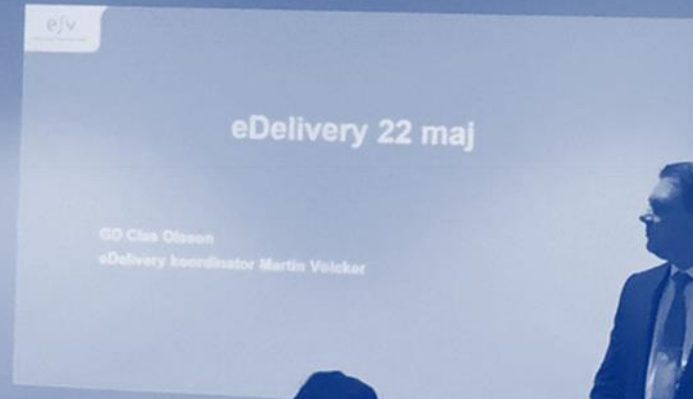 esv
eDelivery 22 maj
GD Clas Olsson
eDelivery koordinator Martin Völcker